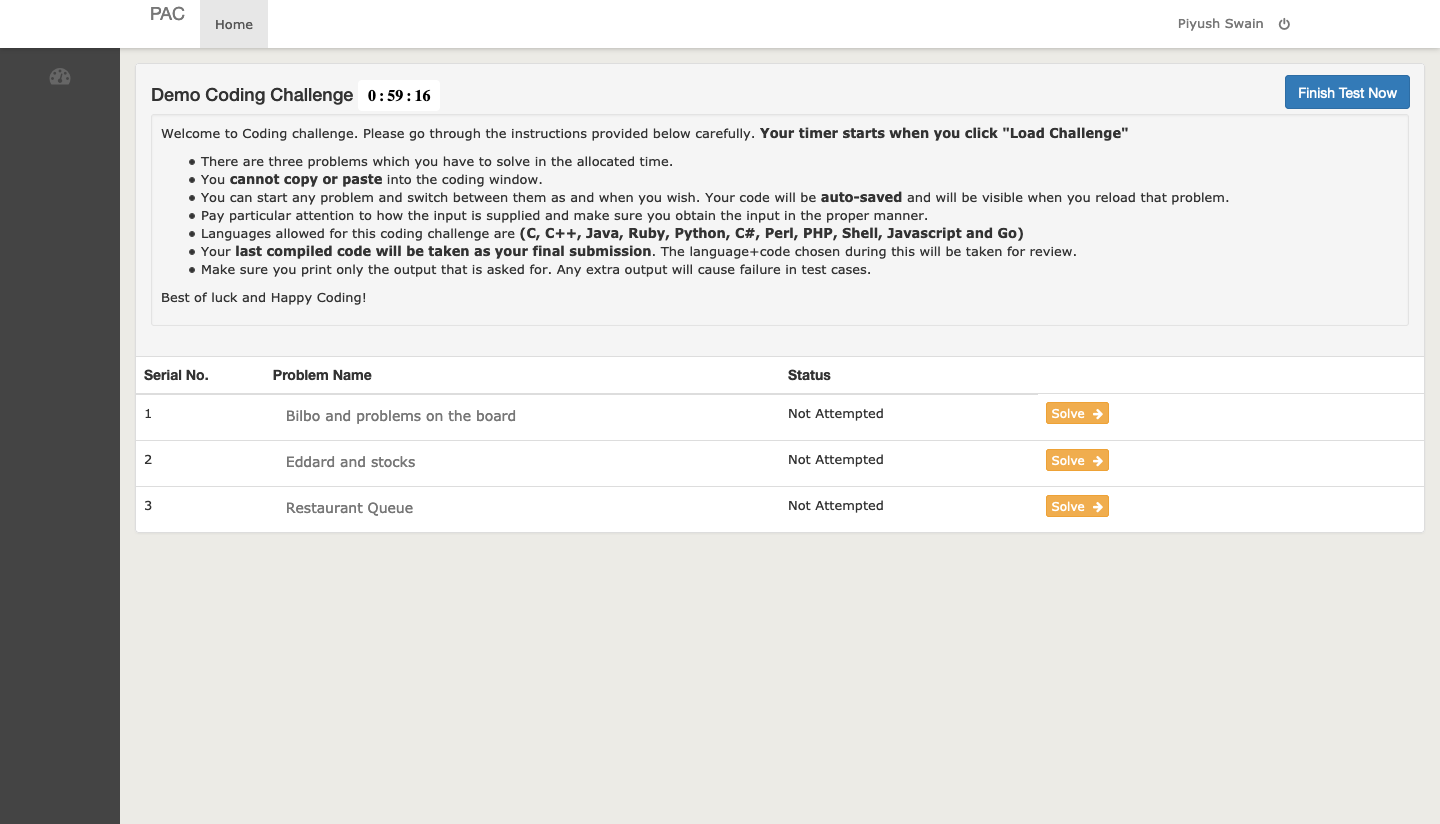 PAC
Home
Piyush Swain
Demo Coding Challenge 0 : 59 : 16
Finish Test Now
Welcome to Coding challenge. Please go through the instructions provided below carefully. Your timer starts when you click "Load Challenge"
• There are three problems which you have to solve in the allocated time.
• You cannot copy or paste into the coding window.
• You can start any problem and switch between them as and when you wish. Your code will be auto-saved and will be visible when you reload that problem.
• Pay particular attention to how the input is supplied and make sure you obtain the input in the proper manner.
• Languages allowed for this coding challenge are (C, C++, Java, Ruby, Python, C#, Perl, PHP, Shell, Javascript and Go)
• Your last compiled code will be taken as your final submission. The language+code chosen during this will be taken for review.
• Make sure you print only the output that is asked for. Any extra output will cause failure in test cases.
Best of luck and Happy Coding!
Serial No. Problem Name Status
1 Bilbo and problems on the board Not Attempted Solve
2 Eddard and stocks Not Attempted Solve
3 Restaurant Queue Not Attempted Solve